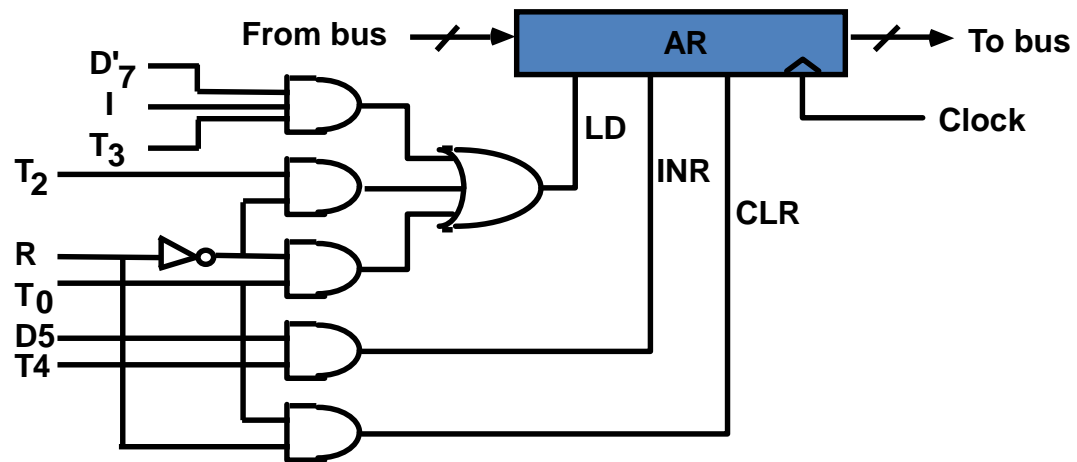 From bus
AR
To bus
D'7
I
T3
T2
R
T0
D5
T4
LD
INR
CLR
Clock